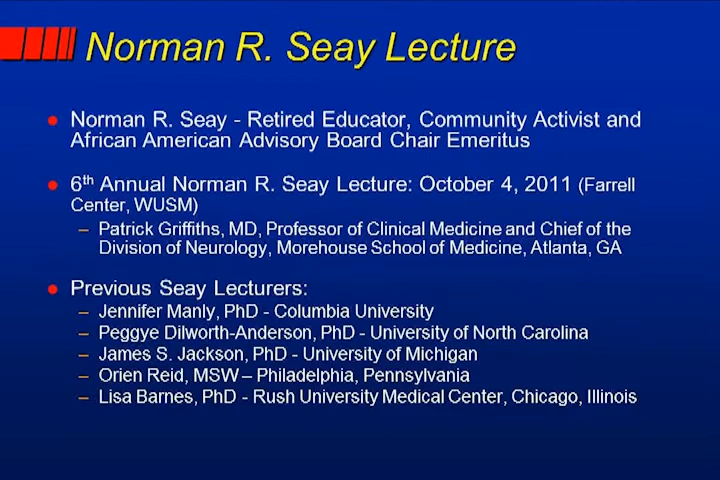 Norman R. Seay Lecture
Norman R. Seay - Retired Educator, Community Activist and
African American Advisory Board Chair Emeritus
6th Annual Norman R. Seay Lecture: October 4, 2011 (Farrell
Center, WUSM)
– Patrick Griffiths, MD, Professor of Clinical Medicine and Chief of the
Division of Neurology, Morehouse School of Medicine, Atlanta, GA
Previous Seay Lecturers:
– Jennifer Manly, PhD - Columbia University
– Peggye Dilworth-Anderson, PhD - University of North Carolina
– James S. Jackson, PhD - University of Michigan
– Orien Reid, MSW – Philadelphia, Pennsylvania
– Lisa Barnes, PhD - Rush University Medical Center, Chicago, Illinois